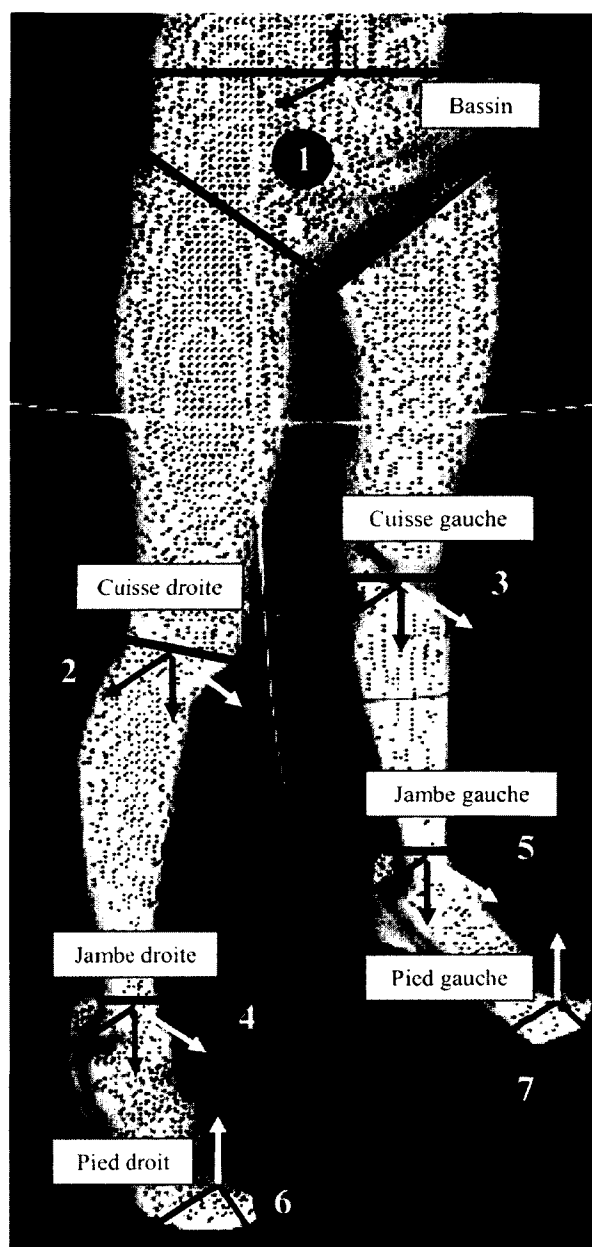 Bassin
1
Cuisse gauche
3
Cuisse droite
2
Jambe gauche
5
Jambe droite
4
Pied gauche
7
Pied droit
6